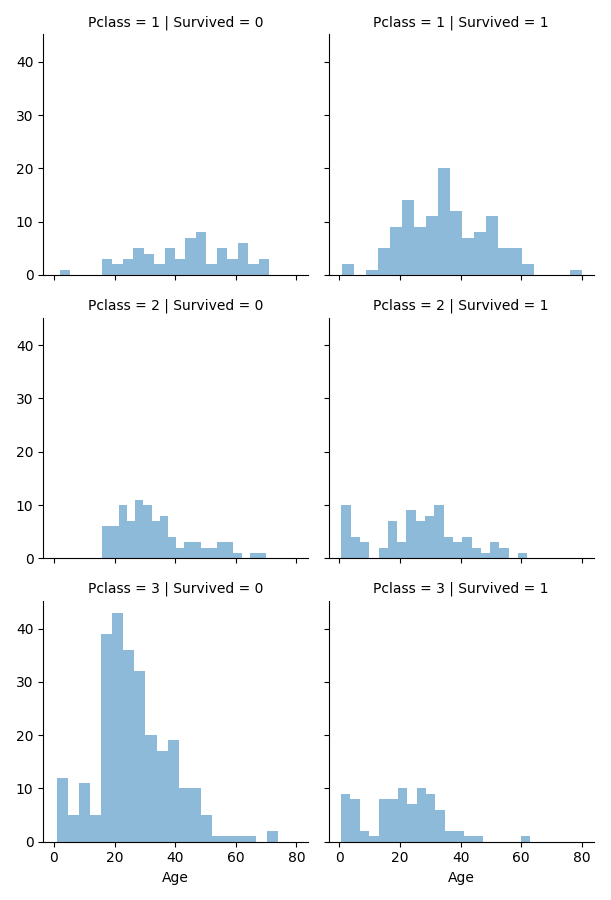 Pclass = 1 | Survived = 0
Pclass = 1 | Survived = 1
40
30
20
10
0
Pclass = 2 | Survived = 0
Pclass = 2 | Survived = 1
40
30
20
10
0
Pclass = 3 | Survived = 0
Pclass = 3 | Survived = 1
40
30
20
10
0
0 20 40 60 80
0 20 40 60 80
Age
Age